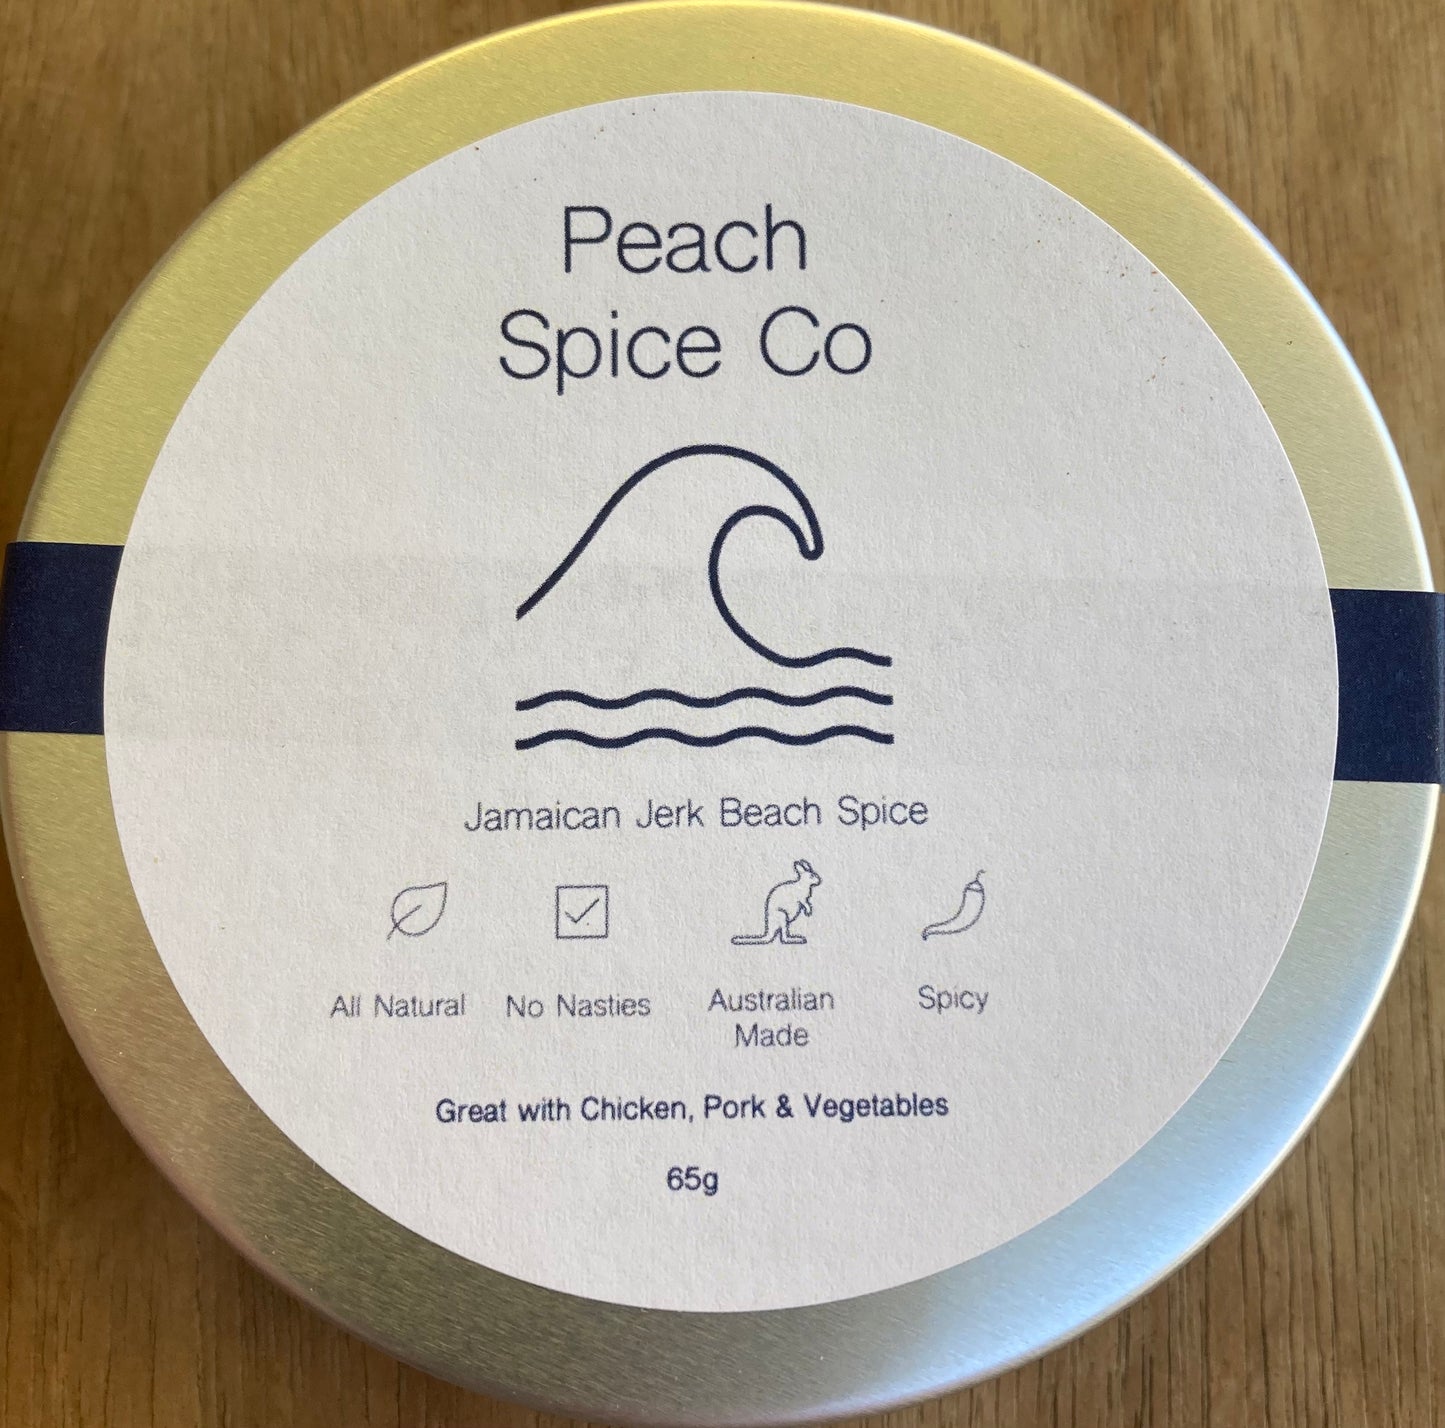 Peach
Spice Co
Jamaican Jerk Beach Spice
All Natural No Nasties Australian Made Spicy
Great with Chicken, Pork & Vegetables
65g